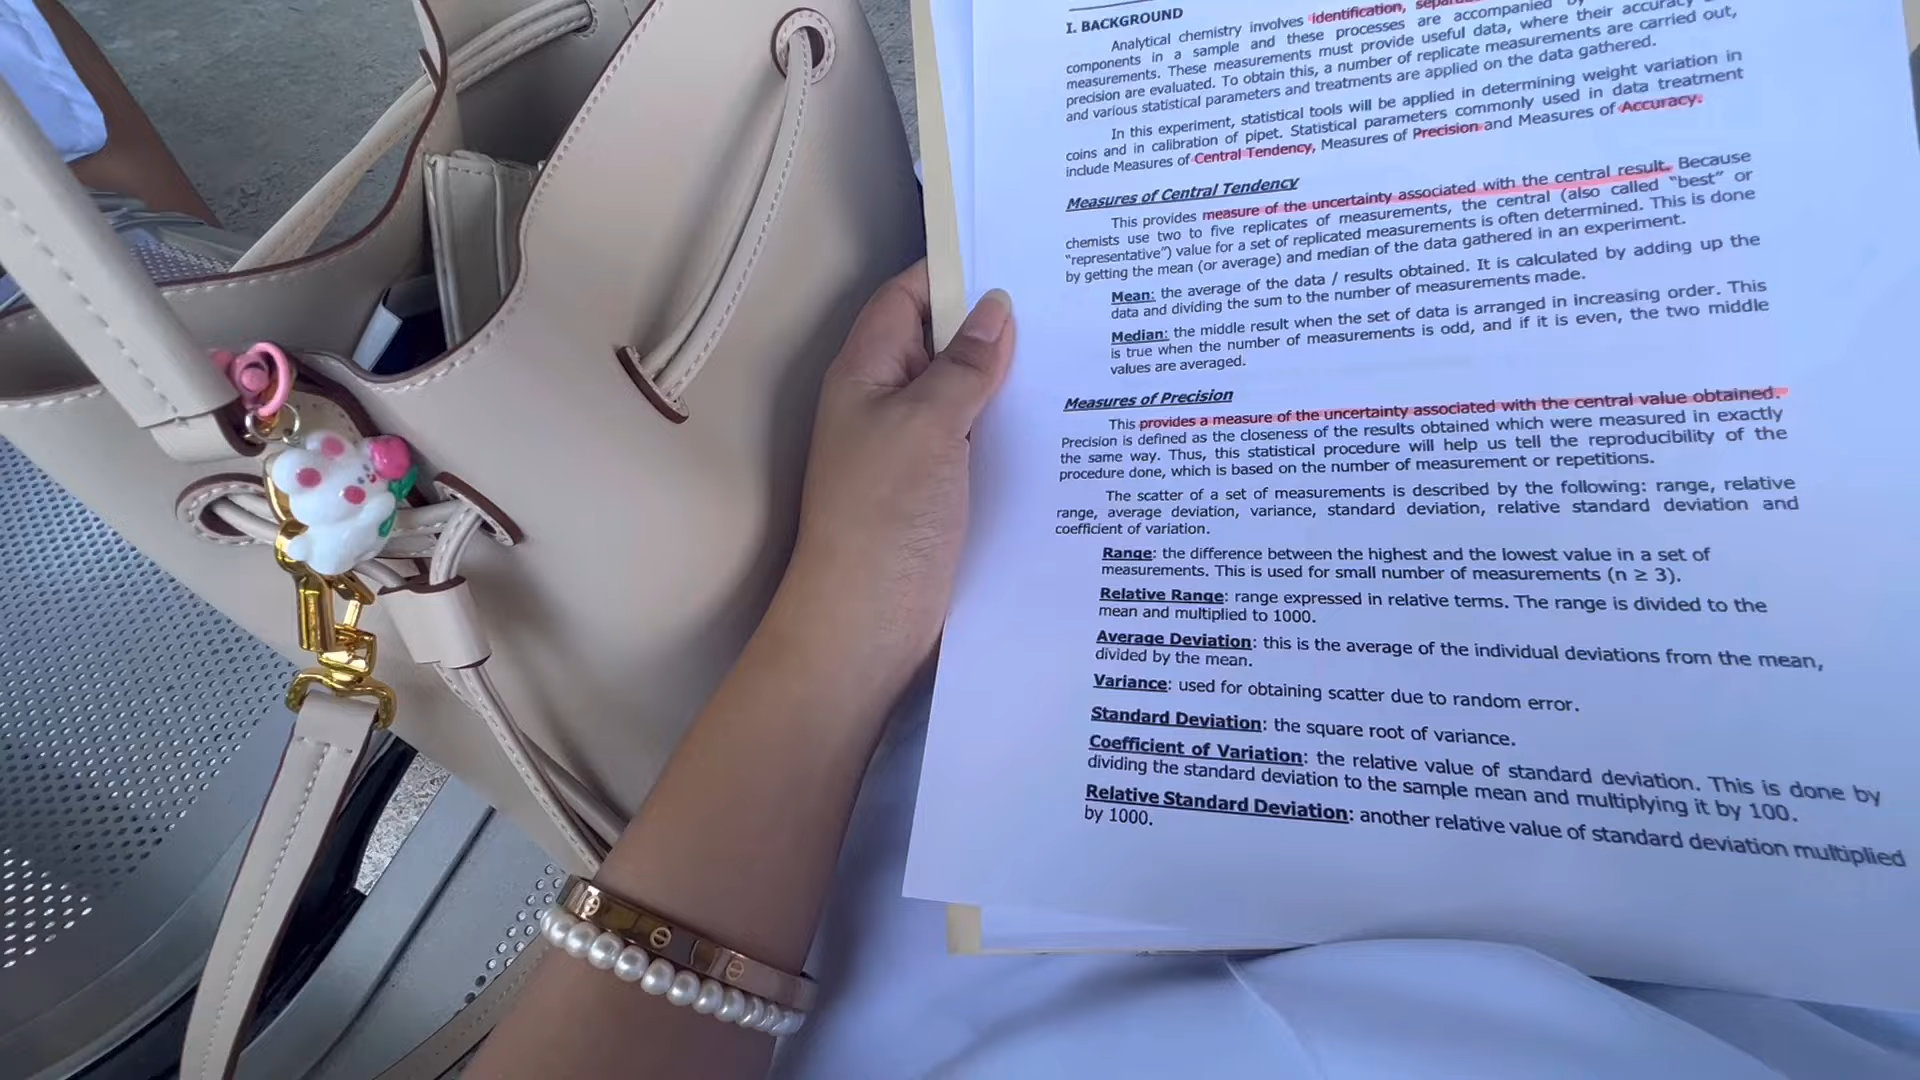 I. BACKGROUND
Analytical chemistry involves identification,
components in a sample and these processes are accompanied
measurements. These measurements must provide useful data, where their accuracy
precision are evaluated. To obtain this, a number of replicate measurements are carried out,
and various statistical parameters and treatments are applied on the data gathered.
In this experiment, statistical tools will be applied in determining weight variation in
coins and in calibration of pipet. Statistical parameters commonly used in data treatment
include Measures of Central Tendency, Measures of Precision and Measures of Accuracy.
Measures of Central Tendency
This provides measure of the uncertainty associated with the central result. Because
chemists use two to five replicates of measurements, the central (also called "best" or
"representative") value for a set of replicated measurements is often determined. This is done
by getting the mean (or average) and median of the data gathered in an experiment.
Mean: the average of the data / results obtained. It is calculated by adding up the
data and dividing the sum to the number of measurements made.
Median: the middle result when the set of data is arranged in increasing order. This
is true when the number of measurements is odd, and if it is even, the two middle
values are averaged.
Measures of Precision
This provides a measure of the uncertainty associated with the central value obtained.
Precision is defined as the closeness of the results obtained which were measured in exactly
the same way. Thus, this statistical procedure will help us tell the reproducibility of the
procedure done, which is based on the number of measurement or repetitions.
The scatter of a set of measurements is described by the following: range, relative
range, average deviation, variance, standard deviation, relative standard deviation and
coefficient of variation.
Range: the difference between the highest and the lowest value in a set of
measurements. This is used for small number of measurements (n ≥ 3).
Relative Range: range expressed in relative terms. The range is divided to the
mean and multiplied to 1000.
Average Deviation: this is the average of the individual deviations from the mean,
divided by the mean.
Variance: used for obtaining scatter due to random error.
Standard Deviation: the square root of variance.
Coefficient of Variation: the relative value of standard deviation. This is done by
dividing the standard deviation to the sample mean and multiplying it by 100.
Relative Standard Deviation: another relative value of standard deviation multiplied
by 1000.